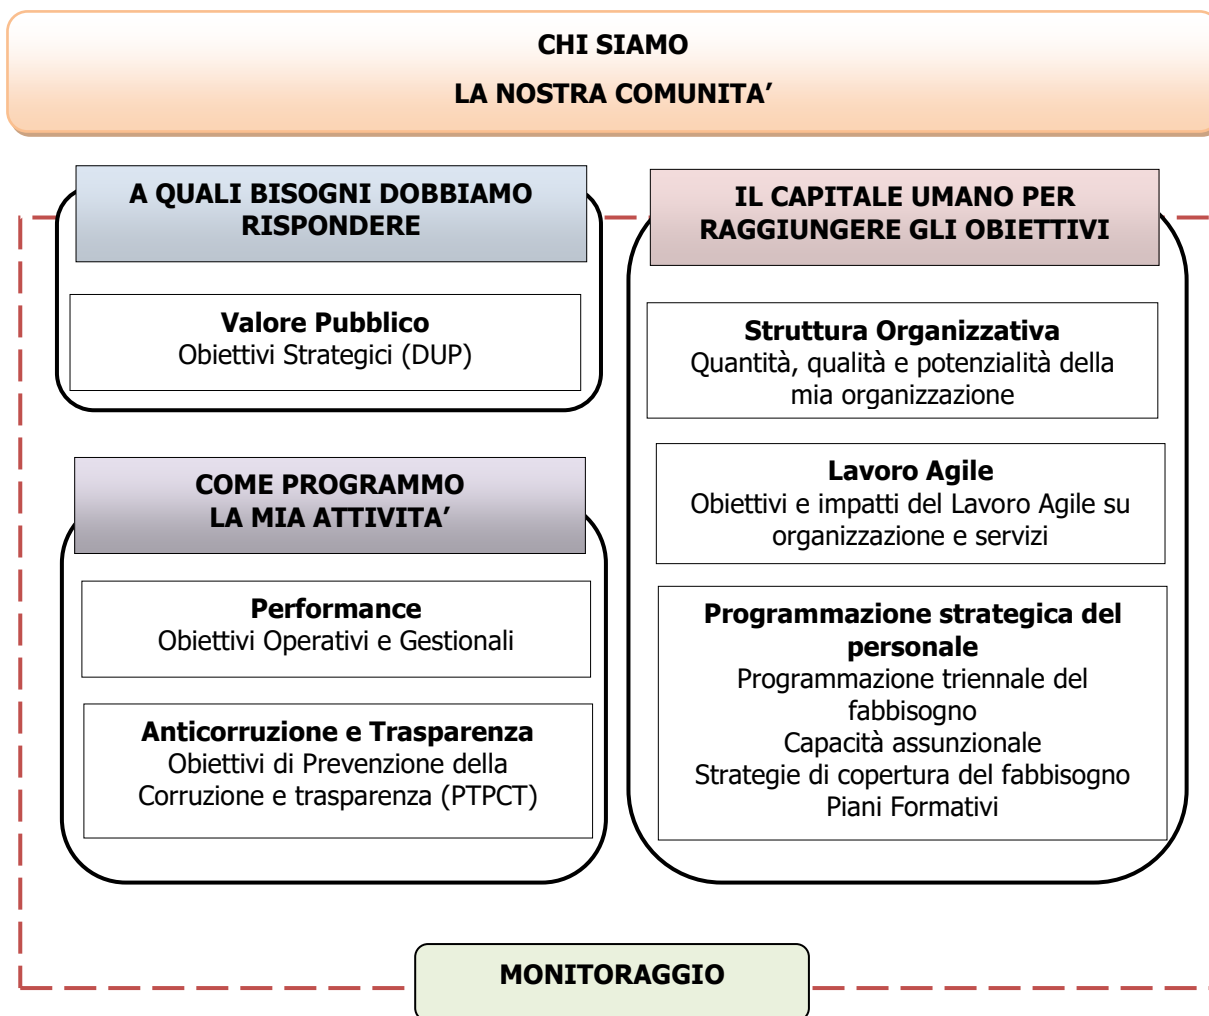 CHI SIAMO
LA NOSTRA COMUNITA’
A QUALI BISOGNI DOBBIAMO
RISPONDERE
Valore Pubblico
Obiettivi Strategici (DUP)
COME PROGRAMMO
LA MIA ATTIVITA’
Performance
Obiettivi Operativi e Gestionali
Anticorruzione e Trasparenza
Obiettivi di Prevenzione della
Corruzione e trasparenza (PTPCT)
IL CAPITALE UMANO PER
RAGGIUNGERE GLI OBIETTIVI
Struttura Organizzativa
Quantità, qualità e potenzialità della
mia organizzazione
Lavoro Agile
Obiettivi e impatti del Lavoro Agile su
organizzazione e servizi
Programmazione strategica del
personale
Programmazione triennale del
fabbisogno
Capacità assunzionale
Strategie di copertura del fabbisogno
Piani Formativi
MONITORAGGIO